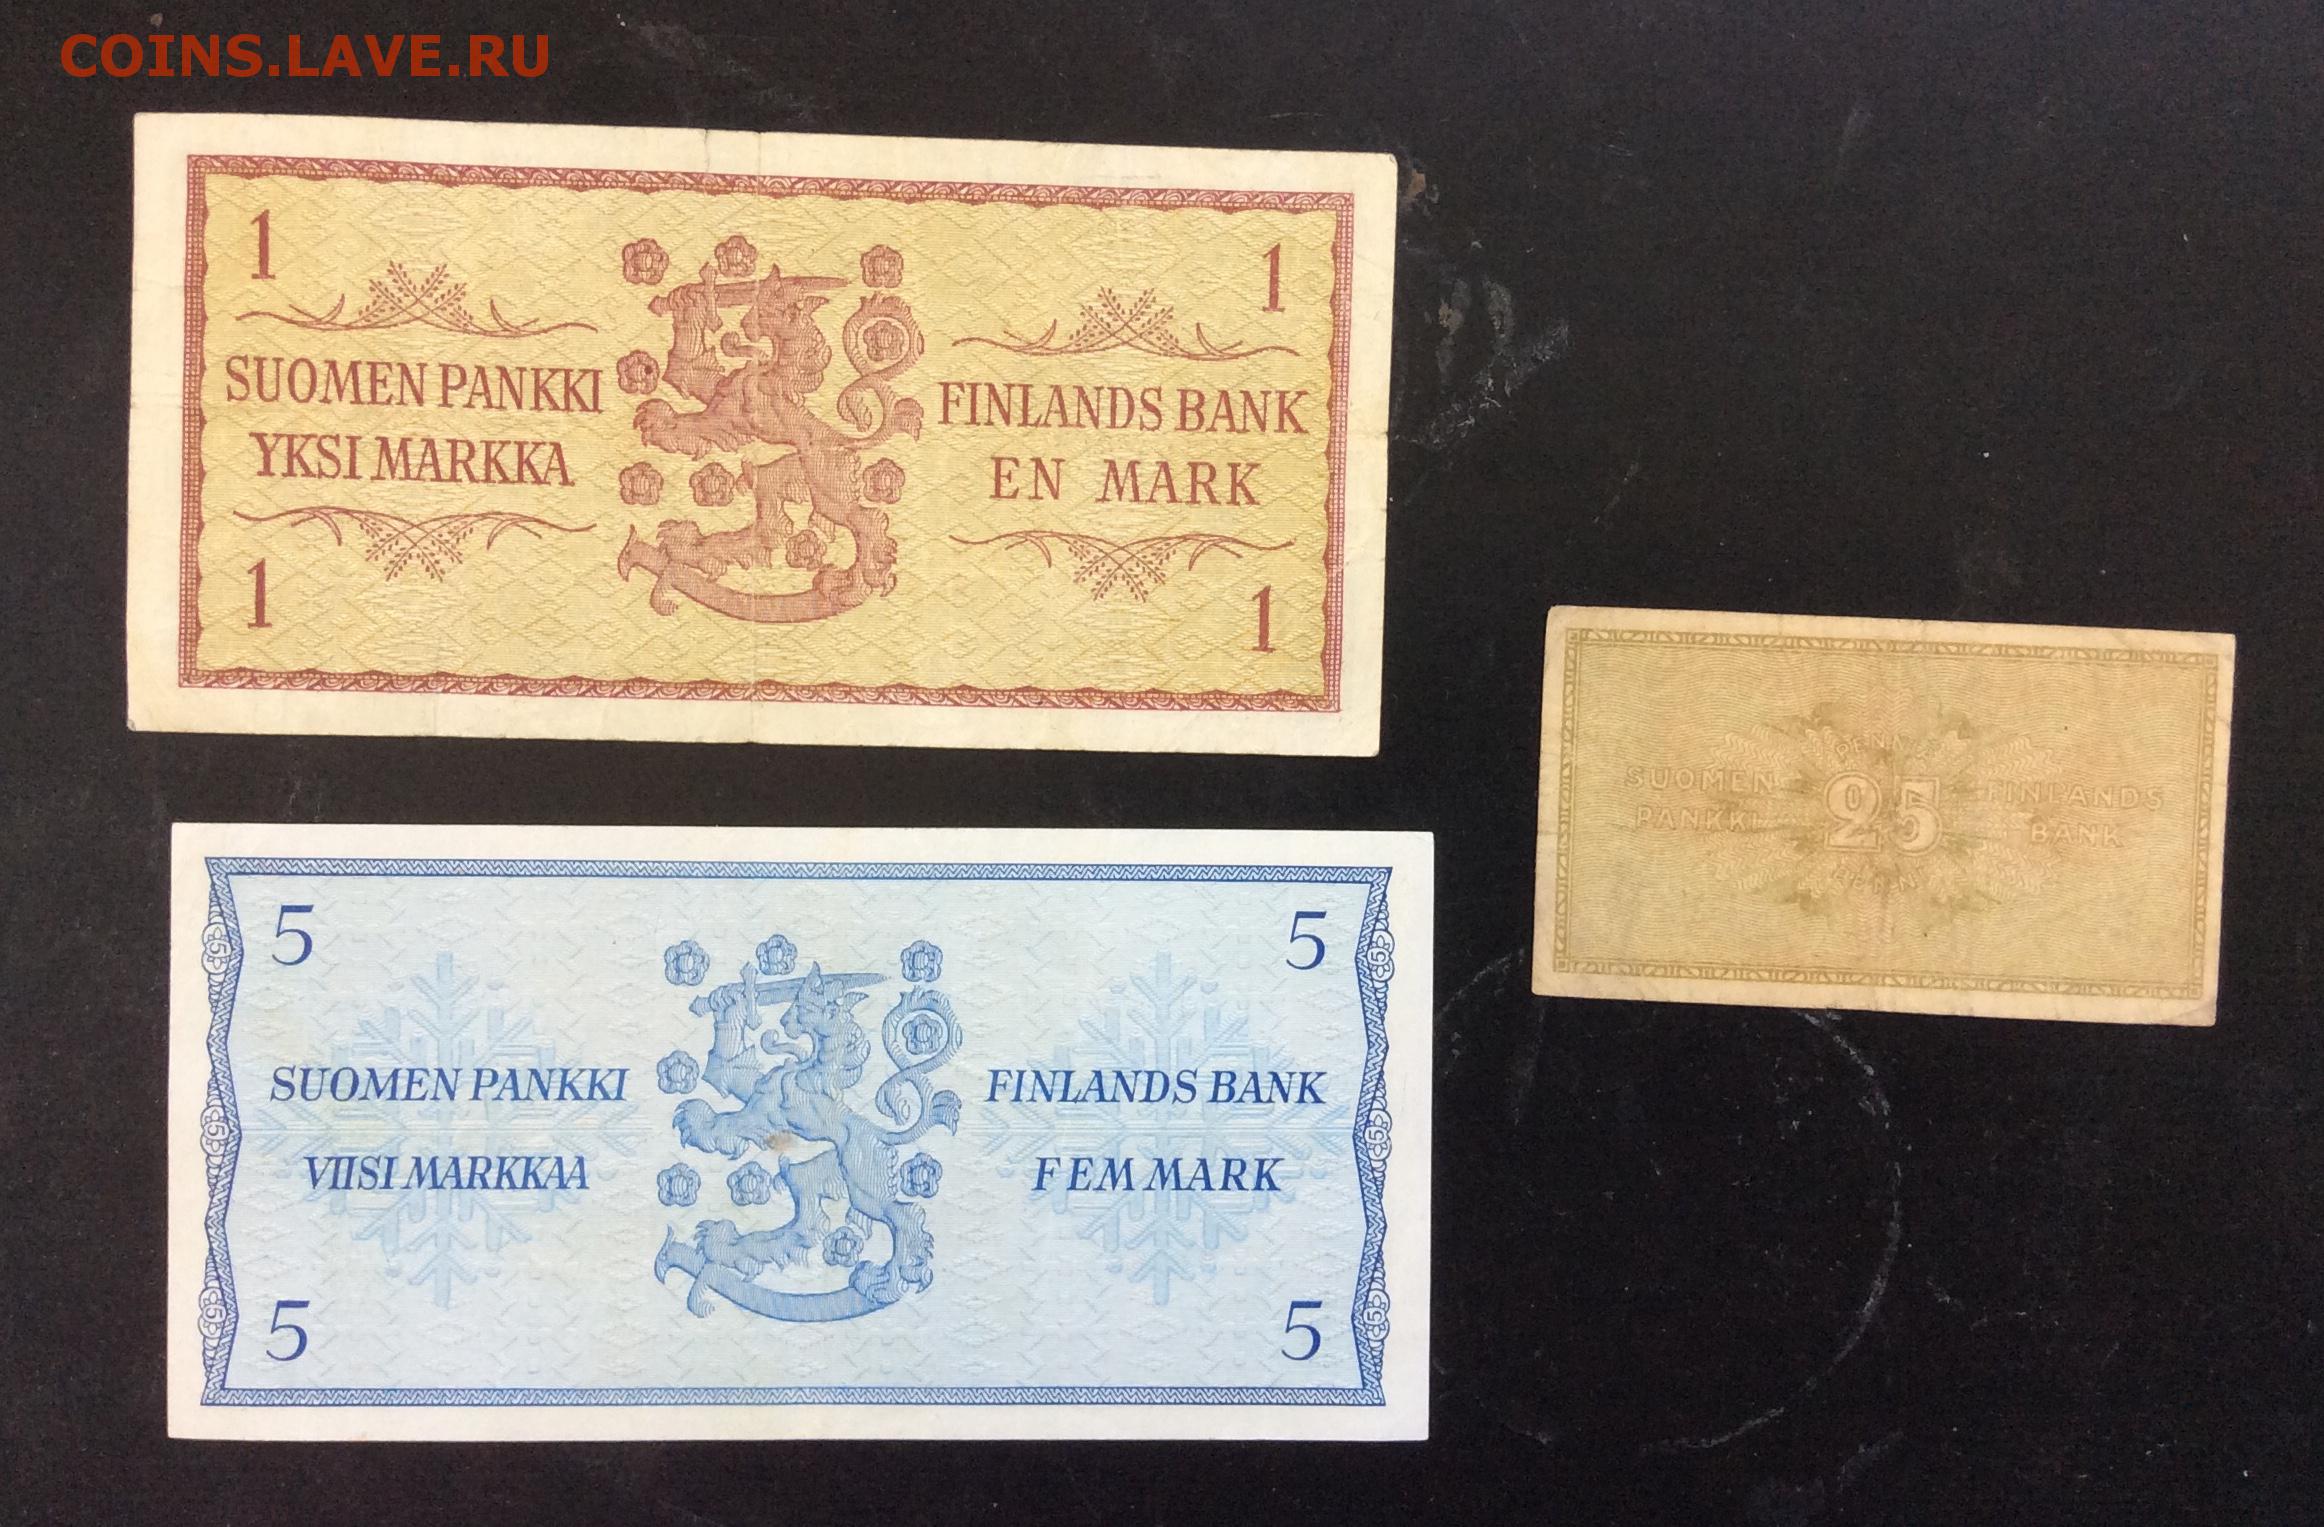 COINS.LAVE.RU
1 1
SUOMEN PANKKI
YKSI MARKKA
FINLANDS BANK
EN MARK
1 1
5 5
SUOMEN PANKKI
VIISI MARKKAA
FINLANDS BANK
FEM MARK
5 5
SUOMEN
PANKKI
25
FINLANDS
BANK